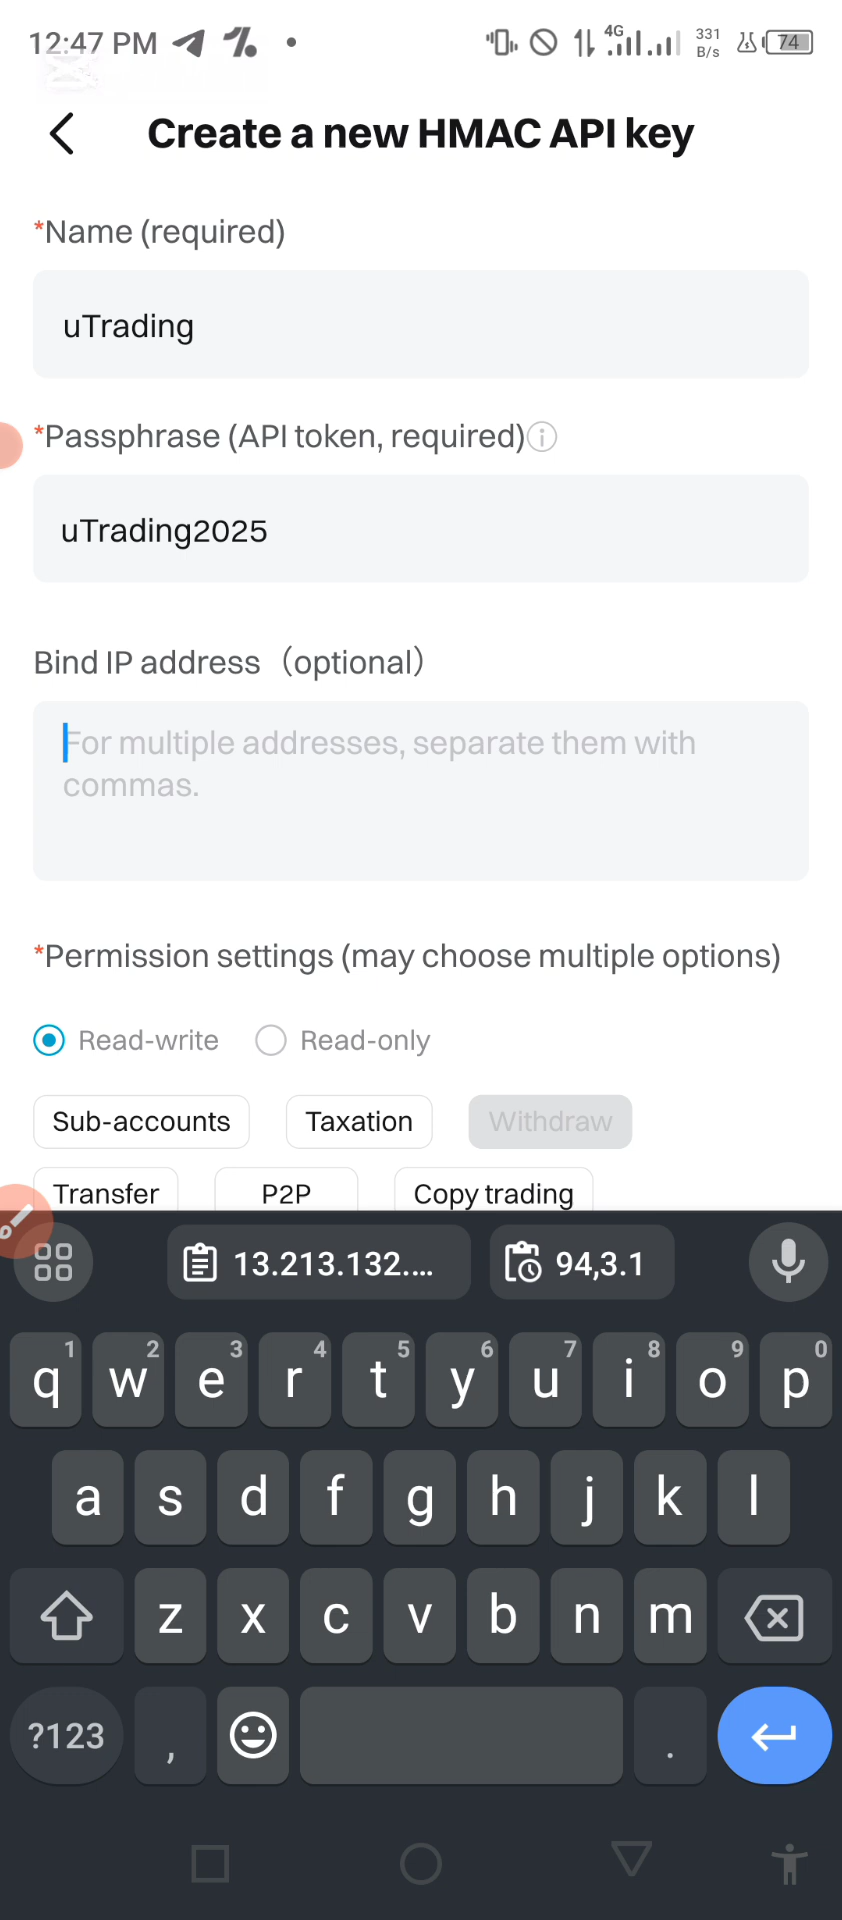 12:47 PM
4G
331
B/s
74
Create a new HMAC API key
*Name (required)
uTrading
*Passphrase (API token, required)
uTrading2025
Bind IP address（optional）
For multiple addresses, separate them with
commas.
*Permission settings (may choose multiple options)
Read-write
Read-only
Sub-accounts
Taxation
Withdraw
Transfer
P2P
Copy trading
13.213.132....
94,3.1
1 2 3 4 5 6 7 8 9 0
q w e r t y u i o p
a s d f g h j k l
z x c v b n m
?123 , .